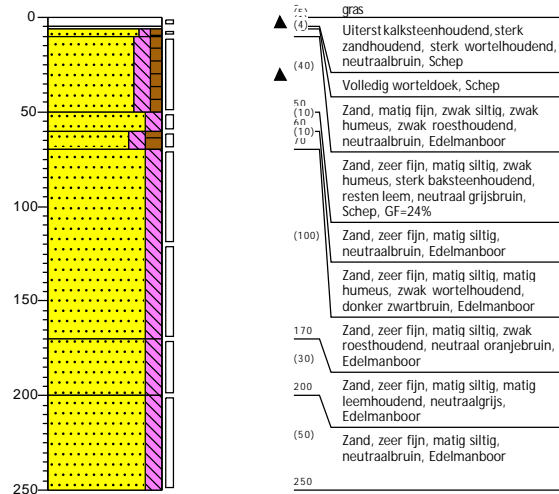 0
50
100
150
200
250
gras
(5)
(4)
Uiterst kalksteenhoudend, sterk
zandhoudend, sterk wortelhoudend,
neutraalbruin, Schep
Volledig worteldoek, Schep
(40)
Zand, matig fijn, zwak siltig, zwak
humeus, zwak roesthoudend,
neutraalbruin, Edelmanboor
50
(10)
60
(10)
70
Zand, zeer fijn, matig siltig, zwak
humeus, sterk baksteenhoudend,
resten leem, neutraal grijsbruin,
Schep, GF=24%
(100)
Zand, zeer fijn, matig siltig,
neutraalbruin, Edelmanboor
Zand, zeer fijn, matig siltig, matig
humeus, zwak wortelhoudend,
donker zwartbruin, Edelmanboor
170
Zand, zeer fijn, matig siltig, zwak
roesthoudend, neutraal oranjebruin,
Edelmanboor
(30)
200
Zand, zeer fijn, matig siltig, matig
leemhoudend, neutraalgrijs,
Edelmanboor
(50)
Zand, zeer fijn, matig siltig,
neutraalbruin, Edelmanboor
250